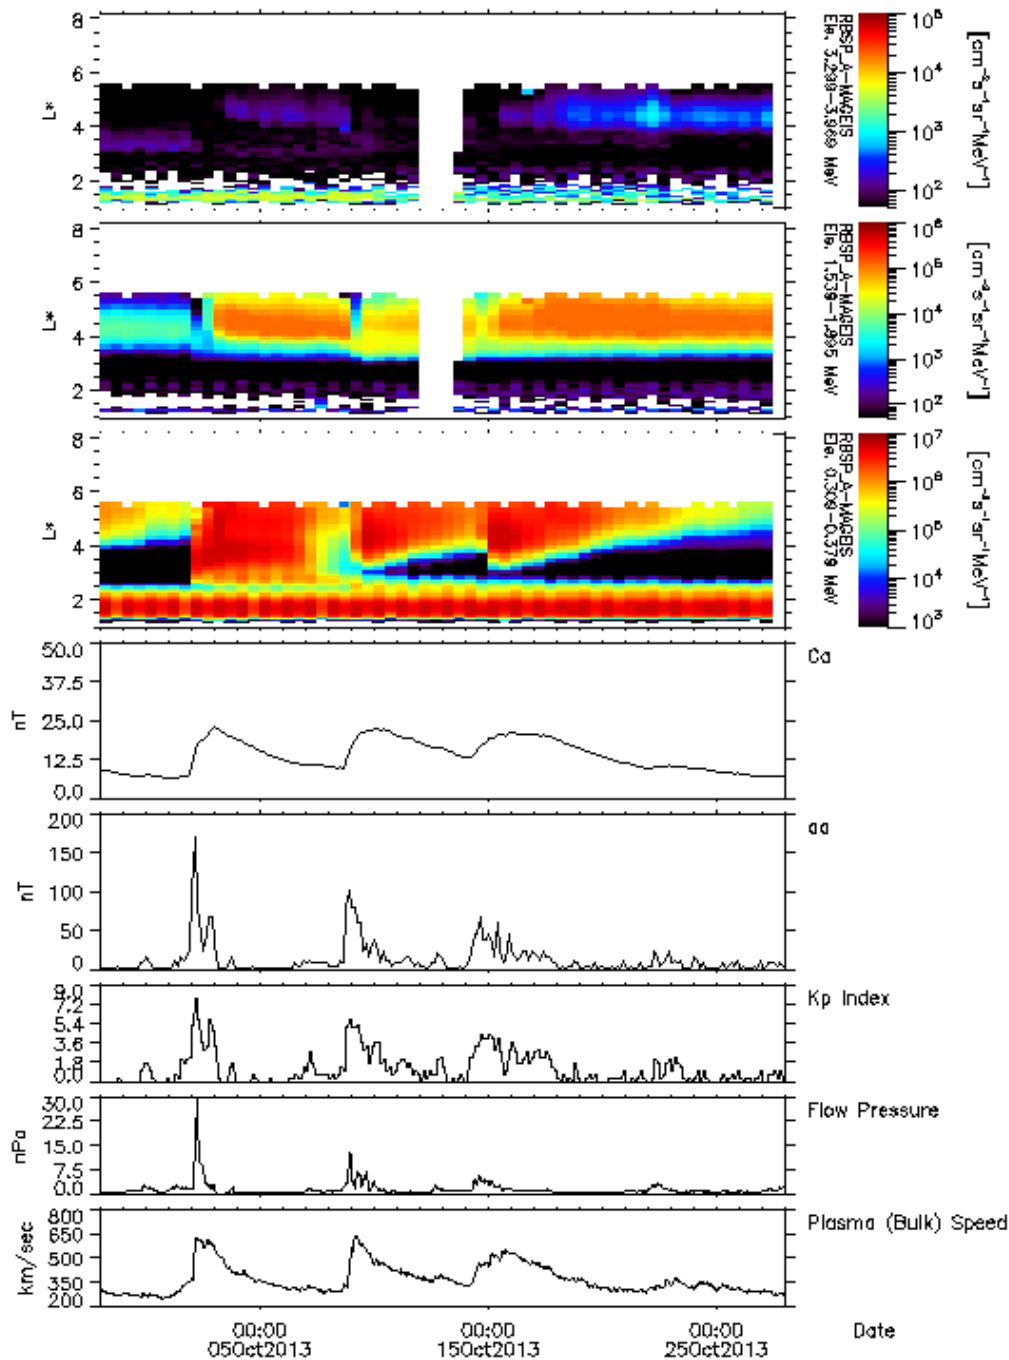 8
6
4
2
L*
RBSP_A-MAGEIS
Ele. 3.299-3.969 MeV
10⁵
10⁴
10³
10²
[cm⁻²s⁻¹sr⁻¹MeV⁻¹]
8
6
4
2
L*
RBSP_A-MAGEIS
Ele. 1.539-1.995 MeV
10⁶
10⁵
10⁴
10³
10²
[cm⁻²s⁻¹sr⁻¹MeV⁻¹]
8
6
4
2
L*
RBSP_A-MAGEIS
Ele. 0.309-0.379 MeV
10⁷
10⁶
10⁵
10⁴
10³
[cm⁻²s⁻¹sr⁻¹MeV⁻¹]
50.0
37.5
25.0
12.5
0.0
nT
Ca
200
150
100
50
0
nT
aa
9.0
7.2
5.4
3.6
1.8
0.0
Kp Index
30.0
22.5
15.0
7.5
0.0
nPa
Flow Pressure
800
650
500
350
200
km/sec
Plasma (Bulk) Speed
00:00 00:00 00:00 Date
05Oct2013 15Oct2013 25Oct2013